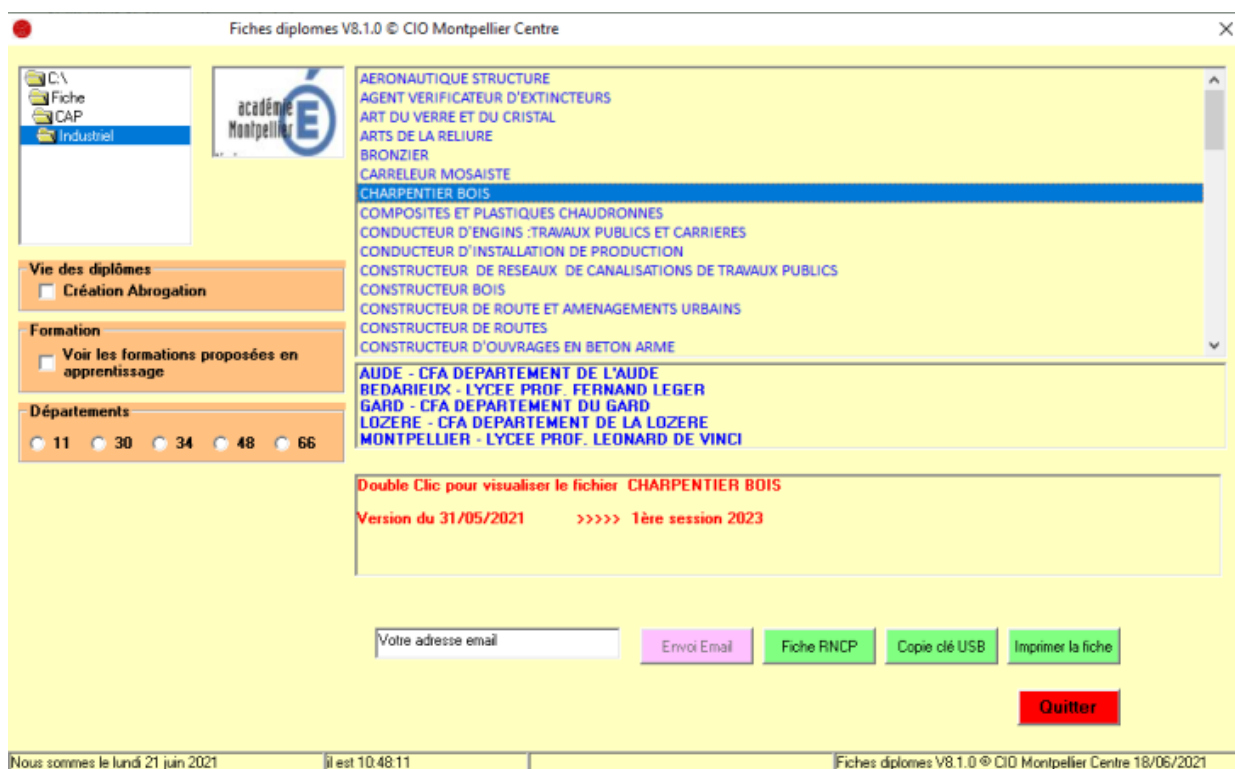 Fiches diplomes V8.1.0 © CIO Montpellier Centre
C:\
Fiche
CAP
Industriel
académie
Montpellier
AERONAUTIQUE STRUCTURE
AGENT VERIFICATEUR D'EXTINCTEURS
ART DU VERRE ET DU CRISTAL
ARTS DE LA RELIURE
BRONZIER
CARRELEUR MOSAISTE
CHARPENTIER BOIS
COMPOSITES ET PLASTIQUES CHAUDRONNES
CONDUCTEUR D'ENGINS :TRAVAUX PUBLICS ET CARRIERES
CONDUCTEUR D'INSTALLATION DE PRODUCTION
CONSTRUCTEUR  DE RESEAUX  DE CANALISATIONS DE TRAVAUX PUBLICS
CONSTRUCTEUR BOIS
CONSTRUCTEUR DE ROUTE ET AMENAGEMENTS URBAINS
CONSTRUCTEUR DE ROUTES
CONSTRUCTEUR D'OUVRAGES EN BETON ARME
Vie des diplômes
Création Abrogation
Formation
Voir les formations proposées en
apprentissage
Départements
11 30 34 48 66
AUDE - CFA DEPARTEMENT DE L'AUDE
BEDARIEUX - LYCEE PROF. FERNAND LEGER
GARD - CFA DEPARTEMENT DU GARD
LOZERE - CFA DEPARTEMENT DE LA LOZERE
MONTPELLIER - LYCEE PROF. LEONARD DE VINCI
Double Clic pour visualiser le fichier  CHARPENTIER BOIS
Version du 31/05/2021 >>>>> 1ère session 2023
Votre adresse email
Envoi Email
Fiche RNCP
Copie clé USB
Imprimer la fiche
Quitter
Nous sommes le lundi 21 juin 2021
il est 10:48:11
Fiches diplomes V8.1.0 © CIO Montpellier Centre 18/06/2021